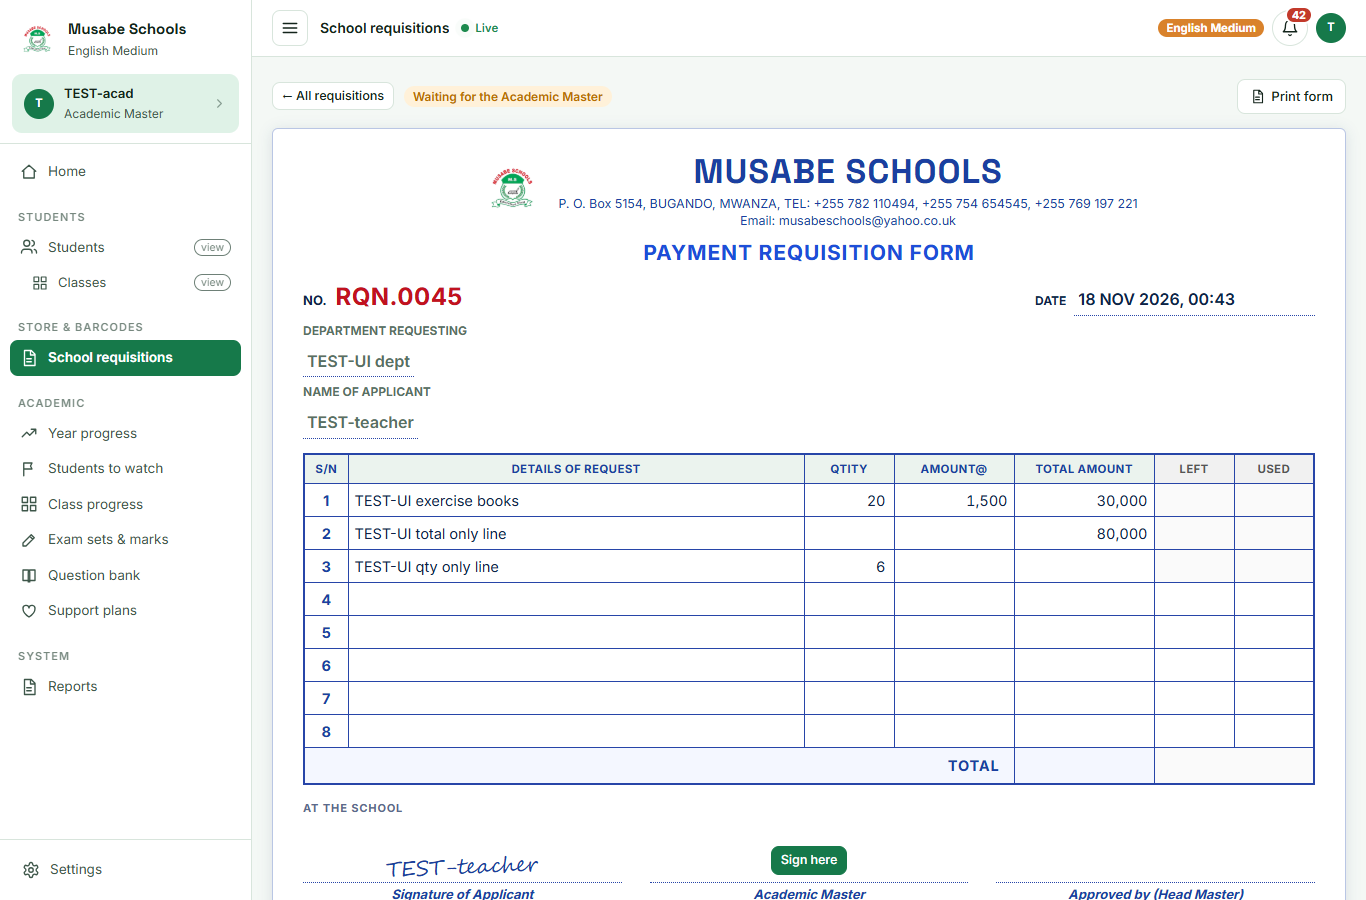 Musabe Schools
English Medium
T
TEST-acad
Academic Master
Home
STUDENTS
Students view
Classes view
STORE & BARCODES
School requisitions
ACADEMIC
Year progress
Students to watch
Class progress
Exam sets & marks
Question bank
Support plans
SYSTEM
Reports
Settings
School requisitions Live
English Medium 42 T
← All requisitions Waiting for the Academic Master Print form
MUSABE SCHOOLS
P. O. Box 5154, BUGANDO, MWANZA, TEL: +255 782 110494, +255 754 654545, +255 769 197 221
Email: musabeschools@yahoo.co.uk
PAYMENT REQUISITION FORM
NO. RQN.0045 DATE 18 NOV 2026, 00:43
DEPARTMENT REQUESTING
TEST-UI dept
NAME OF APPLICANT
TEST-teacher
S/N DETAILS OF REQUEST QTITY AMOUNT@ TOTAL AMOUNT LEFT USED
1 TEST-UI exercise books 20 1,500 30,000
2 TEST-UI total only line 80,000
3 TEST-UI qty only line 6
4
5
6
7
8
TOTAL
AT THE SCHOOL
TEST-teacher Sign here
Signature of Applicant Academic Master Approved by (Head Master)